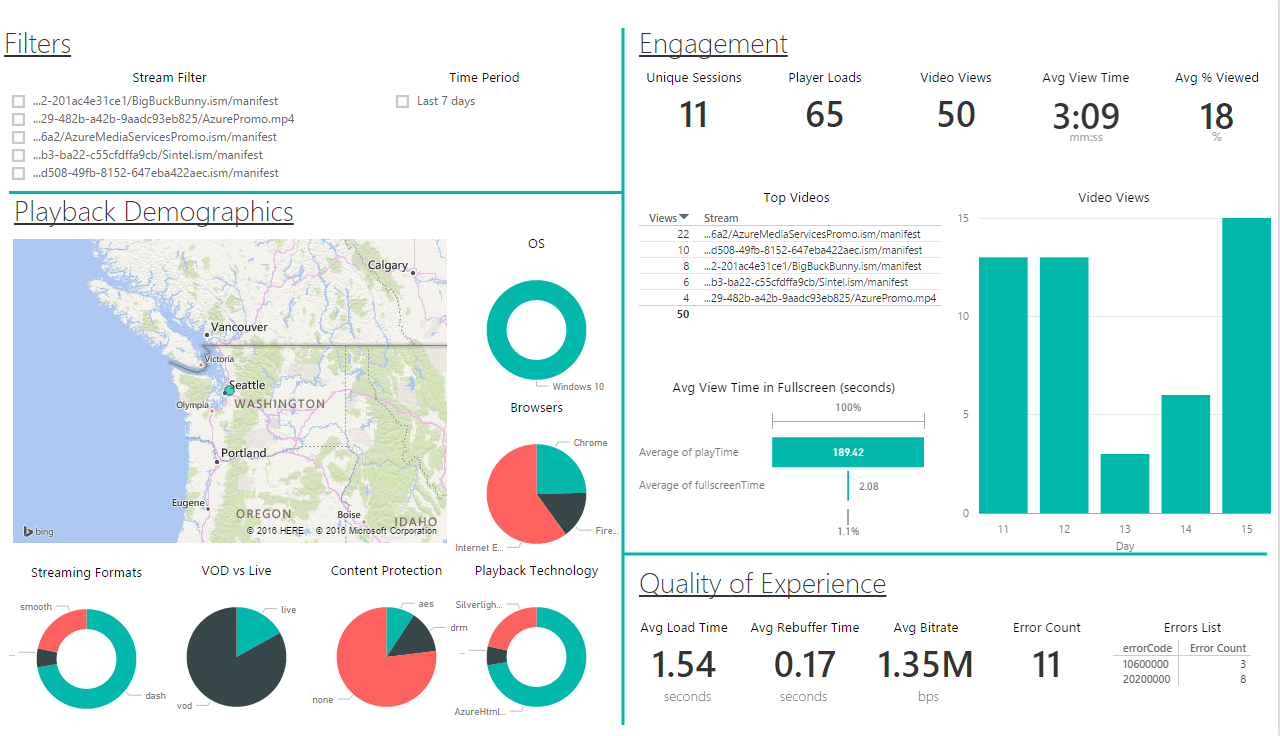 Filters
Stream Filter
...2-201ac4e31ce1/BigBuckBunny.ism/manifest
...29-482b-a42b-9aadc93eb825/AzurePromo.mp4
...6a2/AzureMediaServicesPromo.ism/manifest
...b3-ba22-c55cfdffa9cb/Sintel.ism/manifest
...d508-49fb-8152-647eba422aec.ism/manifest
Time Period
Last 7 days
Playback Demographics
Calgary
Vancouver
Victoria
Seattle
Olympia
WASHINGTON
Portland
Eugene
OREGON
Boise
IDAHO
bing
© 2016 HERE © 2016 Microsoft Corporation
OS
Windows 10
Browsers
Chrome
Fire...
Internet E...
Streaming Formats
smooth
...
dash
VOD vs Live
live
vod
Content Protection
aes
drm
none
Playback Technology
Silverligh...
...
AzureHtml...
Engagement
Unique Sessions
11
Player Loads
65
Video Views
50
Avg View Time
3:09
mm:ss
Avg % Viewed
18
%
Top Videos
Views Stream
22 ...6a2/AzureMediaServicesPromo.ism/manifest
10 ...d508-49fb-8152-647eba422aec.ism/manifest
8 ...2-201ac4e31ce1/BigBuckBunny.ism/manifest
6 ...b3-ba22-c55cfdffa9cb/Sintel.ism/manifest
4 ...29-482b-a42b-9aadc93eb825/AzurePromo.mp4
50
Avg View Time in Fullscreen (seconds)
100%
Average of playTime 189.42
Average of fullscreenTime 2.08
1.1%
Video Views
15
10
5
0
11 12 13 14 15
Day
Quality of Experience
Avg Load Time
1.54
seconds
Avg Rebuffer Time
0.17
seconds
Avg Bitrate
1.35M
bps
Error Count
11
Errors List
errorCode Error Count
10600000 3
20200000 8